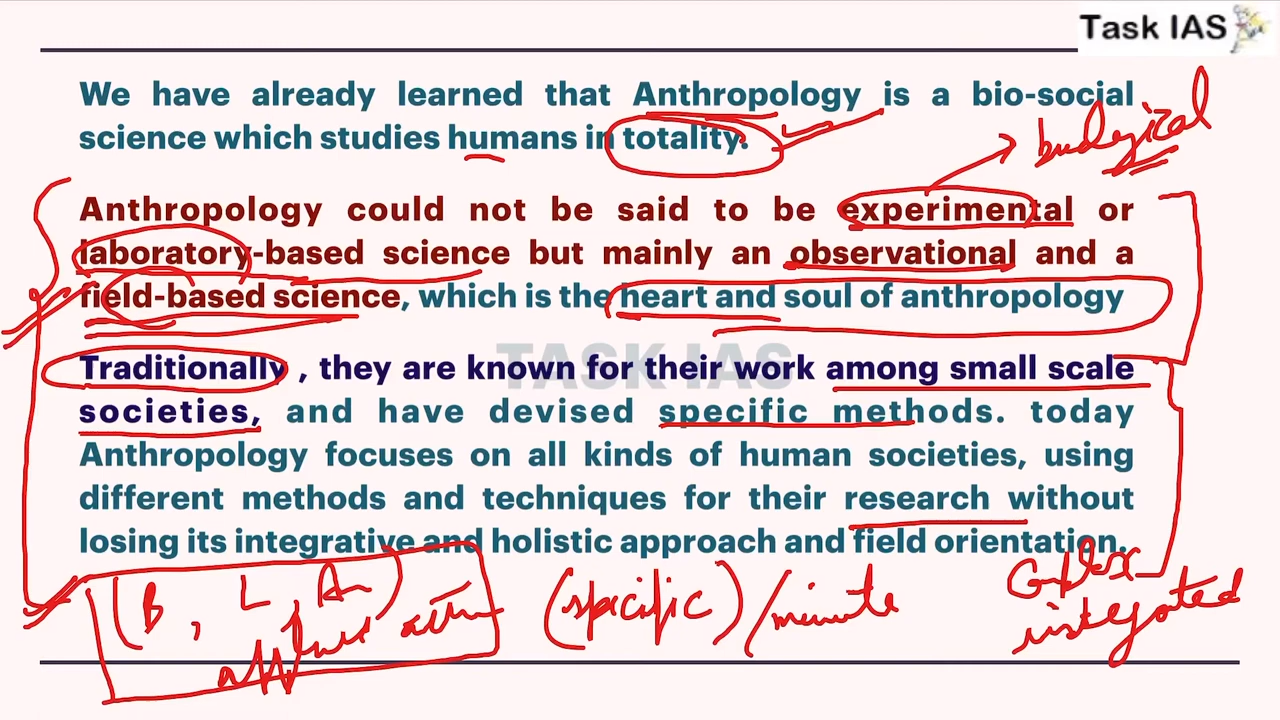 Task IAS
We have already learned that Anthropology is a bio-social
science which studies humans in totality.
biological
Anthropology could not be said to be experimental or
laboratory-based science but mainly an observational and a
field-based science, which is the heart and soul of anthropology
TASK IAS
Traditionally , they are known for their work among small scale
societies, and have devised specific methods. today
Anthropology focuses on all kinds of human societies, using
different methods and techniques for their research without
losing its integrative and holistic approach and field orientation.
(B, L, An) (specific) / minute Complex
applied integrated